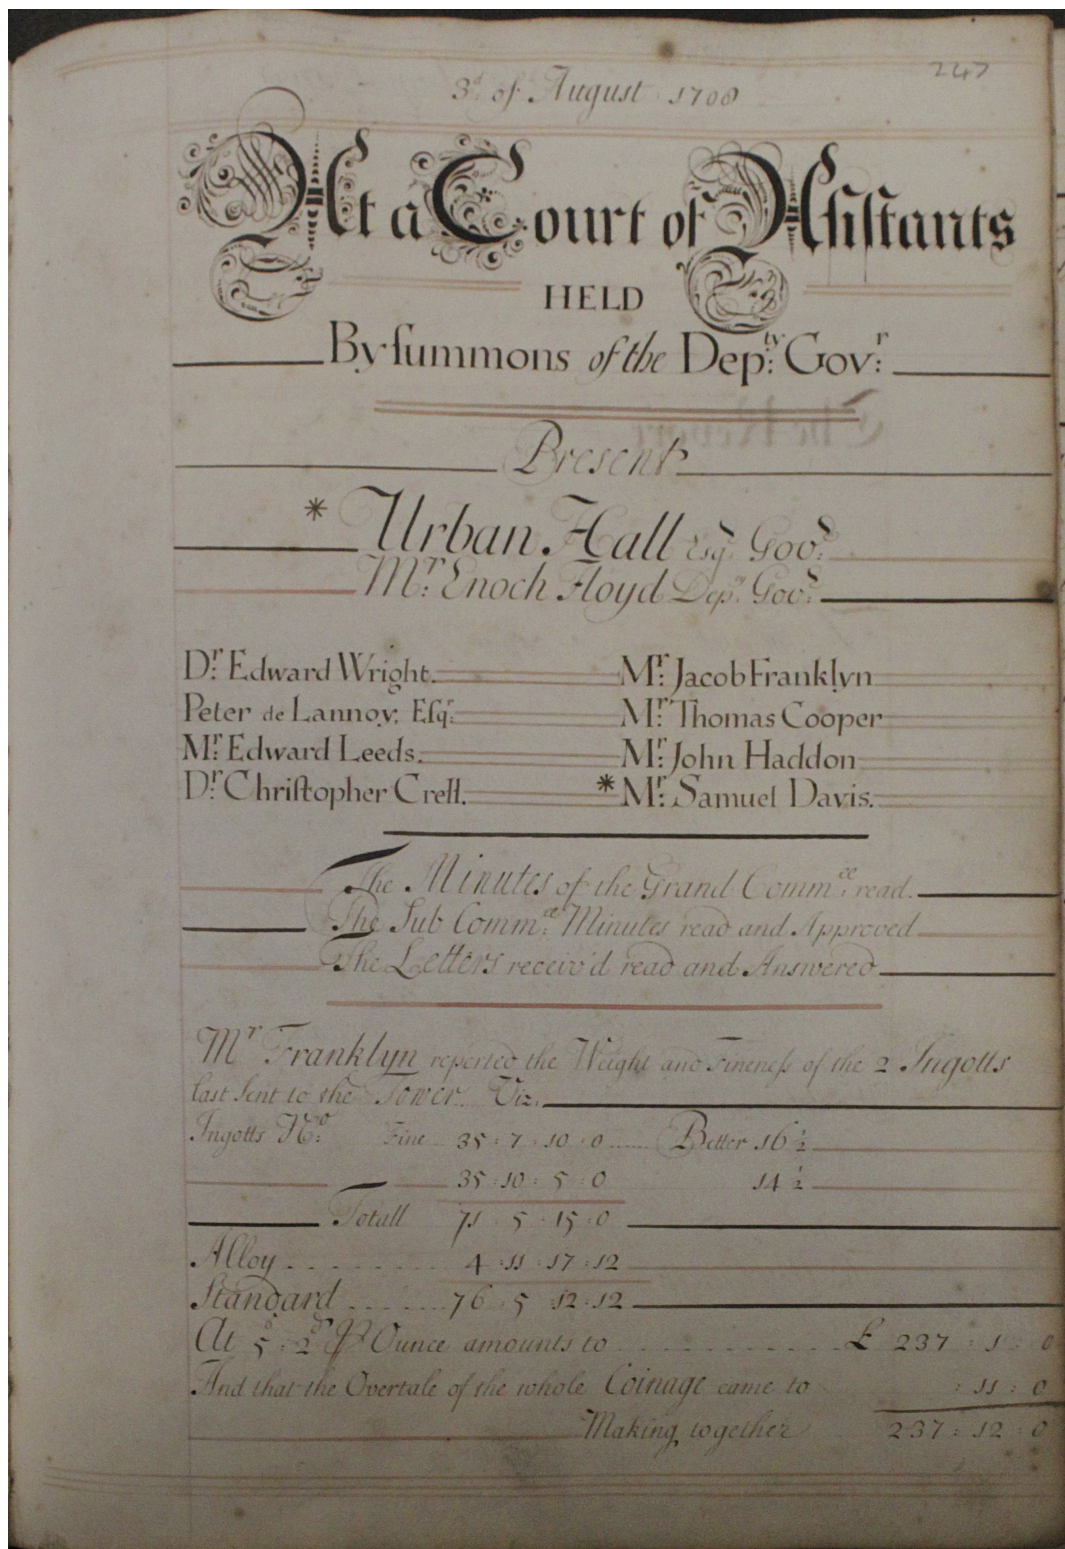 247
3d. of August 1708
At a Court of Aſſiſtants
HELD
By ſummons of the Depty: Govr:
Present
* Urban Hall Esqr. Govr:
Mr: Enoch Floyd Depty. Govr:
Dr: Edward Wright. Mr: Jacob Franklyn
Peter de Lannoy. Eſqr: Mr: Thomas Cooper
Mr: Edward Leeds. Mr: John Haddon
Dr: Chriſtopher Crell. * Mr: Samuel Davis.
The Minutes of the Grand Commee: read.
The Sub Commee: Minutes read and Approved
The Letters receiv'd read and Answered.
Mr Franklyn reported the Weight and Fineneſs of the 2 Ingotts
last Sent to the Tower. Viz.
Ingotts No: Fine 35 : 7 : 10 : 0 ...... Better 16 ½
35 : 10 : 5 : 0 14 ½
Totall 71 : 5 : 15 : 0
Alloy ........ 4 : 11 : 17 : 12
Standard ...... 76 : 5 : 12 : 12
At 5s : 2d ⅌ Ounce amounts to .......... £ 237 : 1 : 0
And that the Overtale of the whole Coinage came to : 11 : 0
Making together 237 : 12 : 0